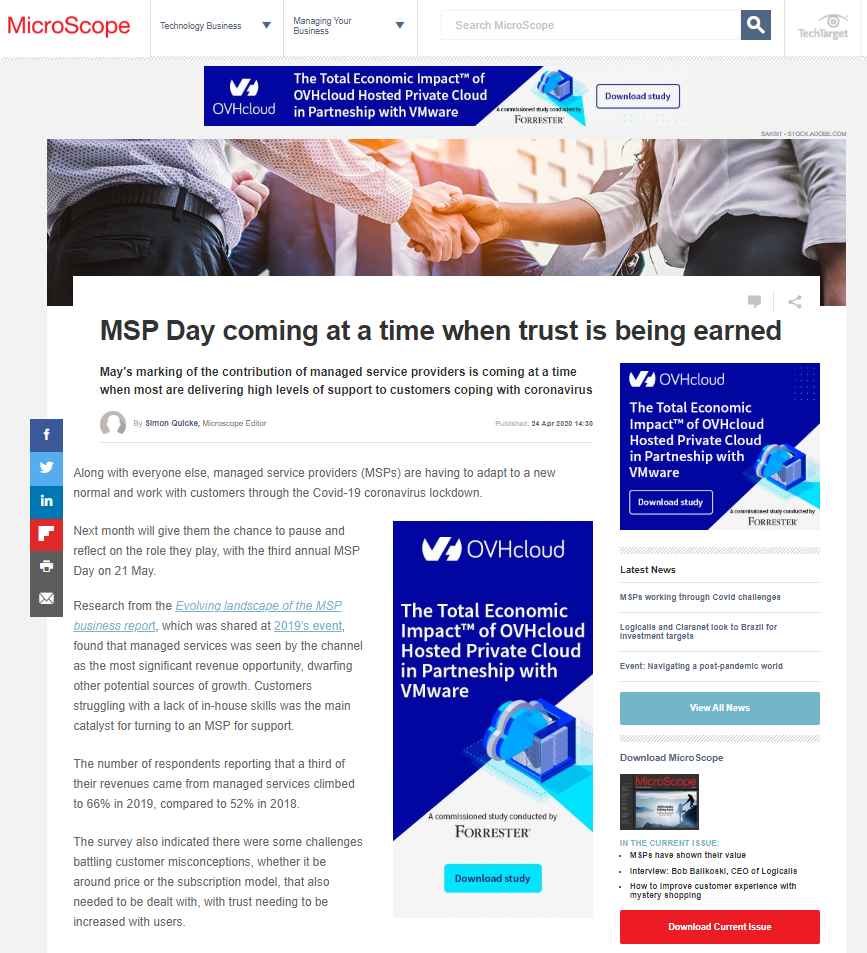 MicroScope
Technology Business
Managing Your
Business
Search MicroScope
TechTarget
OVHcloud
The Total Economic Impact™ of
OVHcloud Hosted Private Cloud
in Partnership with VMware
A commissioned study conducted by
FORRESTER®
Download study
SAKSIT - STOCK.ADOBE.COM
MSP Day coming at a time when trust is being earned
May's marking of the contribution of managed service providers is coming at a time
when most are delivering high levels of support to customers coping with coronavirus
By Simon Quicke, Microscope Editor
Published: 24 Apr 2020 14:30
Along with everyone else, managed service providers (MSPs) are having to adapt to a new
normal and work with customers through the Covid-19 coronavirus lockdown.
Next month will give them the chance to pause and
reflect on the role they play, with the third annual MSP
Day on 21 May.
Research from the Evolving landscape of the MSP
business report, which was shared at 2019's event,
found that managed services was seen by the channel
as the most significant revenue opportunity, dwarfing
other potential sources of growth. Customers
struggling with a lack of in-house skills was the main
catalyst for turning to an MSP for support.
The number of respondents reporting that a third of
their revenues came from managed services climbed
to 66% in 2019, compared to 52% in 2018.
The survey also indicated there were some challenges
battling customer misconceptions, whether it be
around price or the subscription model, that also
needed to be dealt with, with trust needing to be
increased with users.
OVHcloud
The Total Economic
Impact™ of OVHcloud
Hosted Private Cloud
in Partneship with
VMware
A commissioned study conducted by
FORRESTER®
Download study
OVHcloud
The Total Economic
Impact™ of OVHcloud
Hosted Private Cloud
in Partnership with
VMware
Download study
A commissioned study conducted by
FORRESTER®
Latest News
MSPs working through Covid challenges
Logicalis and Claranet look to Brazil for
investment targets
Event: Navigating a post-pandemic world
View All News
Download MicroScope
MicroScope
IN THE CURRENT ISSUE:
MSPs have shown their value
Interview: Bob Bailkoski, CEO of Logicalis
How to improve customer experience with
mystery shopping
Download Current Issue